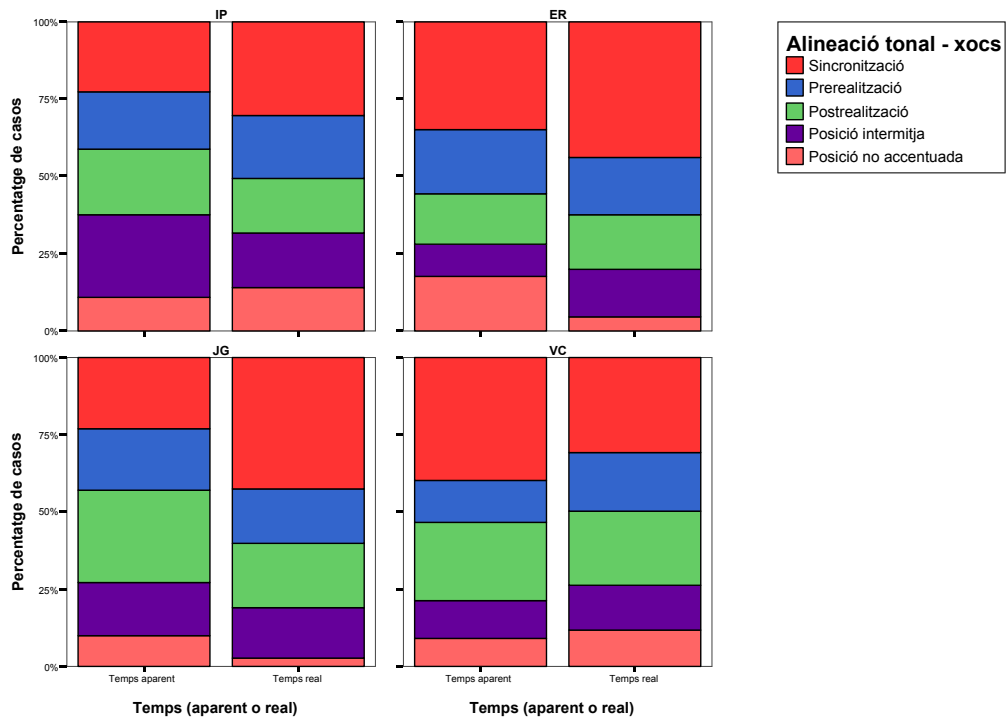 IP
ER
Percentatge de casos
100%
75%
50%
25%
0%
Alineació tonal - xocs
Sincronització
Prerealització
Postrealització
Posició intermitja
Posició no accentuada
JG
VC
Percentatge de casos
100%
75%
50%
25%
0%
Temps aparent
Temps real
Temps aparent
Temps real
Temps (aparent o real)
Temps (aparent o real)